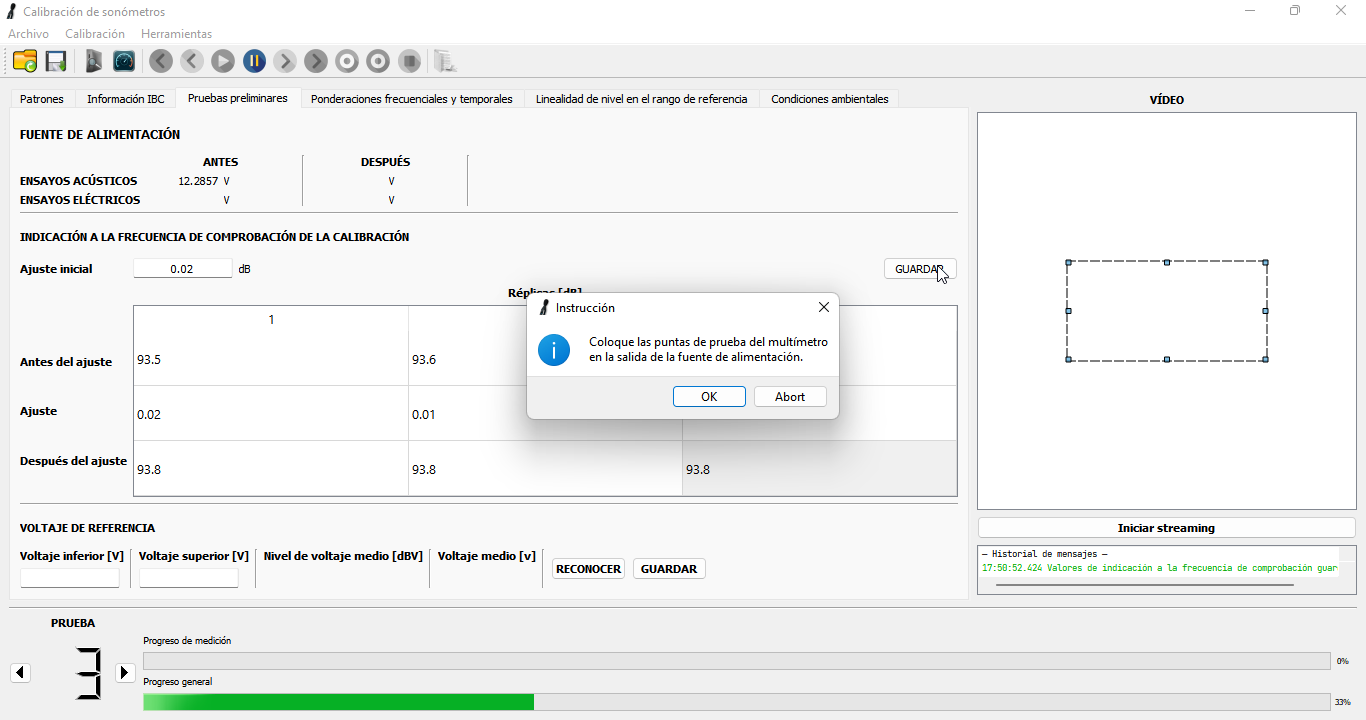 Calibración de sonómetros
Archivo Calibración Herramientas
Patrones Información IBC Pruebas preliminares Ponderaciones frecuenciales y temporales Linealidad de nivel en el rango de referencia Condiciones ambientales
VÍDEO
FUENTE DE ALIMENTACIÓN
ANTES DESPUÉS
ENSAYOS ACÚSTICOS 12.2857 V V
ENSAYOS ELÉCTRICOS V V
INDICACIÓN A LA FRECUENCIA DE COMPROBACIÓN DE LA CALIBRACIÓN
Ajuste inicial 0.02 dB GUARDAR
Réplicas [dB]
1
Antes del ajuste 93.5 93.6
Ajuste 0.02 0.01
Después del ajuste 93.8 93.8 93.8
Instrucción
Coloque las puntas de prueba del multímetro
en la salida de la fuente de alimentación.
OK Abort
VOLTAJE DE REFERENCIA
Voltaje inferior [V] Voltaje superior [V] Nivel de voltaje medio [dBV] Voltaje medio [v] RECONOCER GUARDAR
Iniciar streaming
— Historial de mensajes —
17:50:52.424 Valores de indicación a la frecuencia de comprobación guar
PRUEBA
3
Progreso de medición
0%
Progreso general
33%